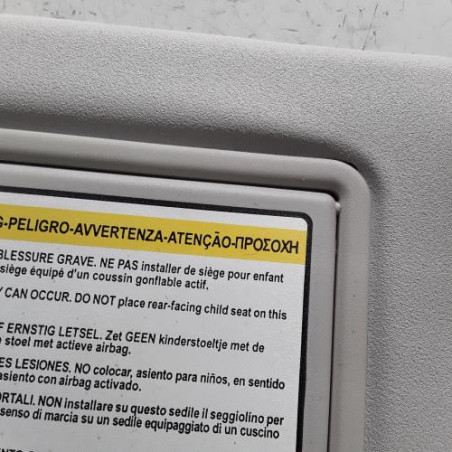 G-PELIGRO-AVVERTENZA-ATENÇÃO-ΠΡΟΣΟΧΗ
BLESSURE GRAVE. NE PAS installer de siège pour enfant
siège équipé d'un coussin gonflable actif.
Y CAN OCCUR. DO NOT place rear-facing child seat on this
F ERNSTIG LETSEL. Zet GEEN kinderstoeltje met de
stoel met actieve airbag.
ES LESIONES. NO colocar, asiento para niños, en sentido
asiento con airbag activado.
ORTALI. NON installare su questo sedile il seggiolino per
senso di marcia su un sedile equipaggiato di un cuscino